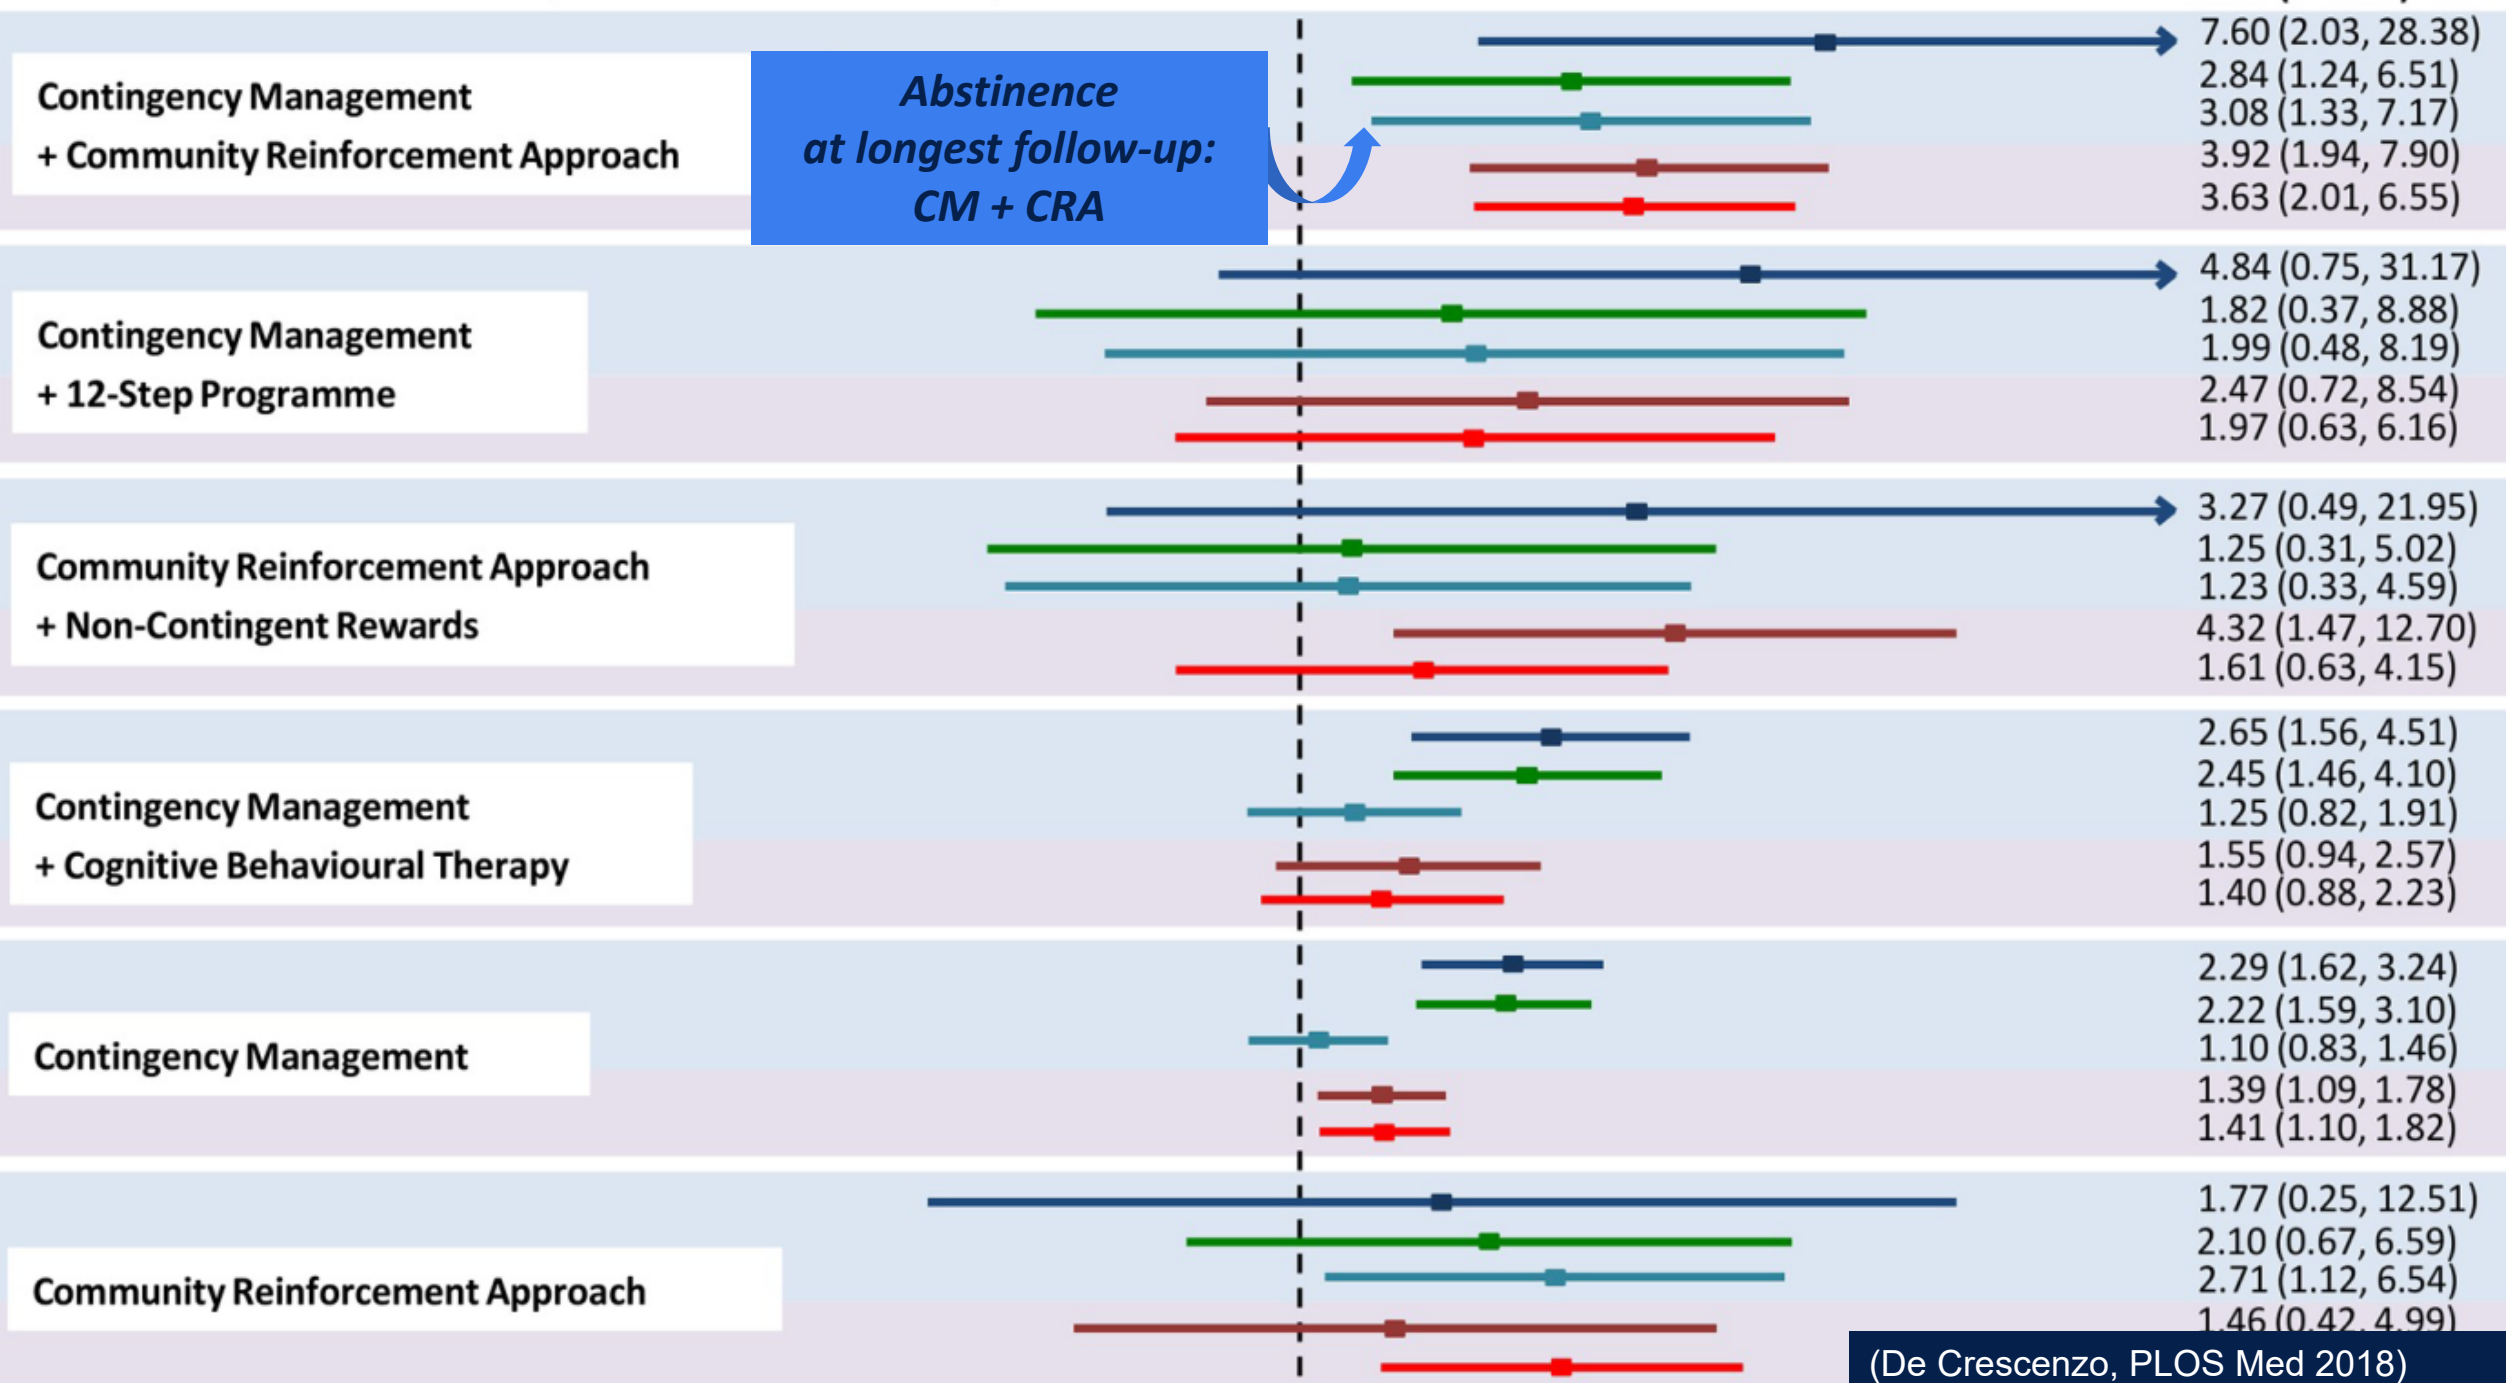 7.60 (2.03, 28.38)
2.84 (1.24, 6.51)
3.08 (1.33, 7.17)
3.92 (1.94, 7.90)
3.63 (2.01, 6.55)
Contingency Management
+ Community Reinforcement Approach
Abstinence
at longest follow-up:
CM + CRA
4.84 (0.75, 31.17)
1.82 (0.37, 8.88)
1.99 (0.48, 8.19)
2.47 (0.72, 8.54)
1.97 (0.63, 6.16)
Contingency Management
+ 12-Step Programme
3.27 (0.49, 21.95)
1.25 (0.31, 5.02)
1.23 (0.33, 4.59)
4.32 (1.47, 12.70)
1.61 (0.63, 4.15)
Community Reinforcement Approach
+ Non-Contingent Rewards
2.65 (1.56, 4.51)
2.45 (1.46, 4.10)
1.25 (0.82, 1.91)
1.55 (0.94, 2.57)
1.40 (0.88, 2.23)
Contingency Management
+ Cognitive Behavioural Therapy
2.29 (1.62, 3.24)
2.22 (1.59, 3.10)
1.10 (0.83, 1.46)
1.39 (1.09, 1.78)
1.41 (1.10, 1.82)
Contingency Management
1.77 (0.25, 12.51)
2.10 (0.67, 6.59)
2.71 (1.12, 6.54)
1.46 (0.42, 4.99)
Community Reinforcement Approach
(De Crescenzo, PLOS Med 2018)